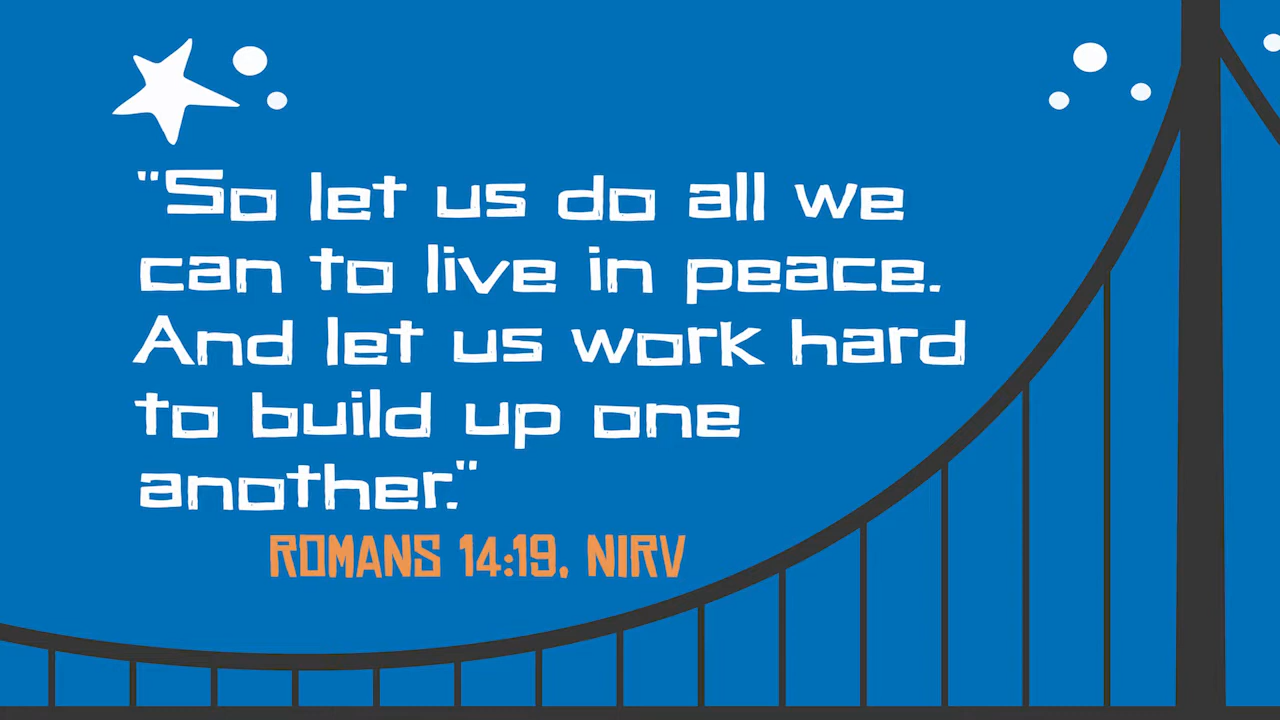 "So let us do all we
can to live in peace.
And let us work hard
to build up one
another."
ROMANS 14:19, NIRV